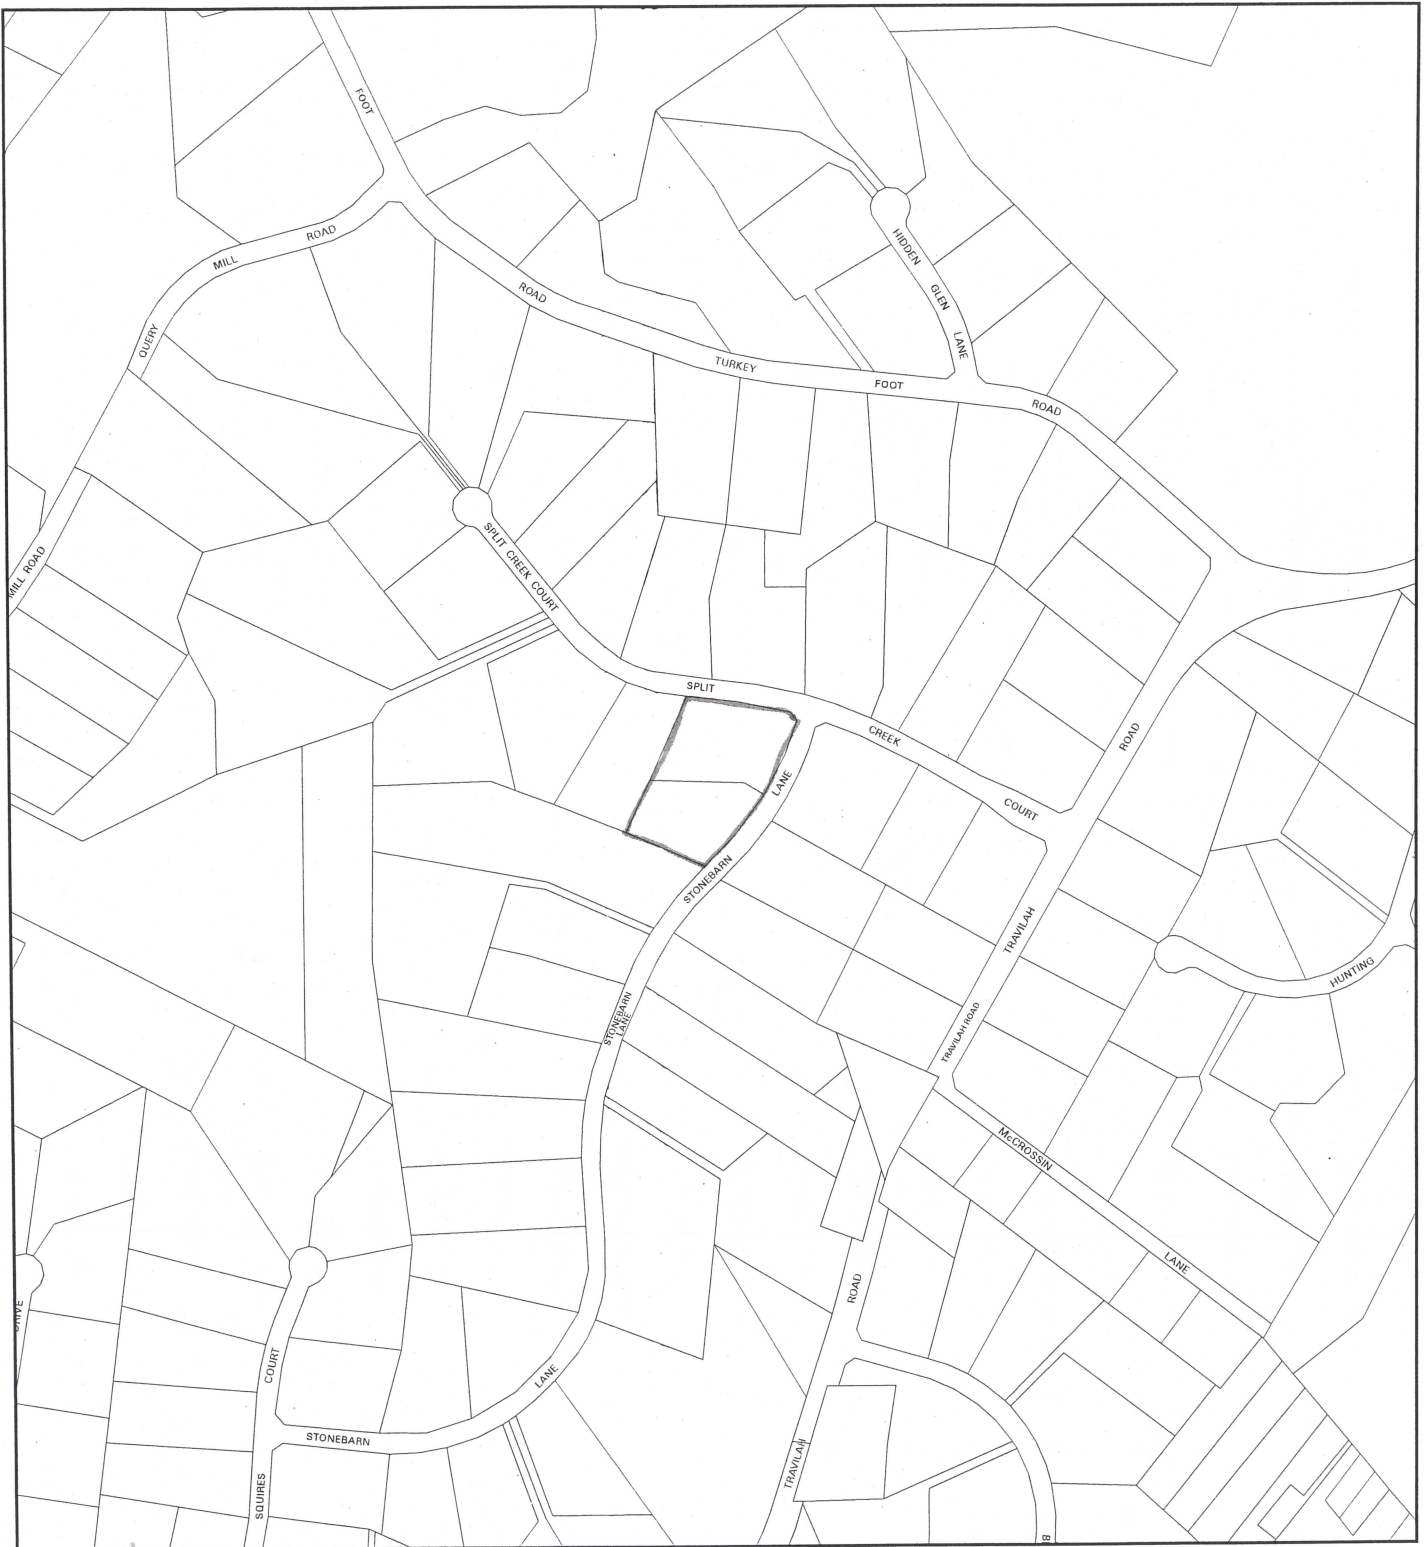 FOOT
MILL ROAD
QUERY
ROAD
TURKEY FOOT ROAD
HIDDEN GLEN LANE
MILL ROAD
SPLIT CREEK COURT
SPLIT CREEK COURT
STONEBARN LANE
ROAD
TRAVILAH
TRAVILAH ROAD
HUNTING
STONEBARN
LANE
McCROSSIN LANE
ROAD
TRAVILAH
COURT
SQUIRES
STONEBARN LANE